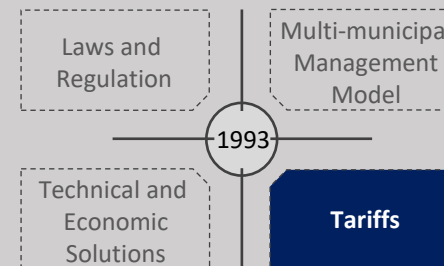 Laws and
Regulation
Multi-municipa
Management
Model
1993
Technical and
Economic
Solutions
Tariffs